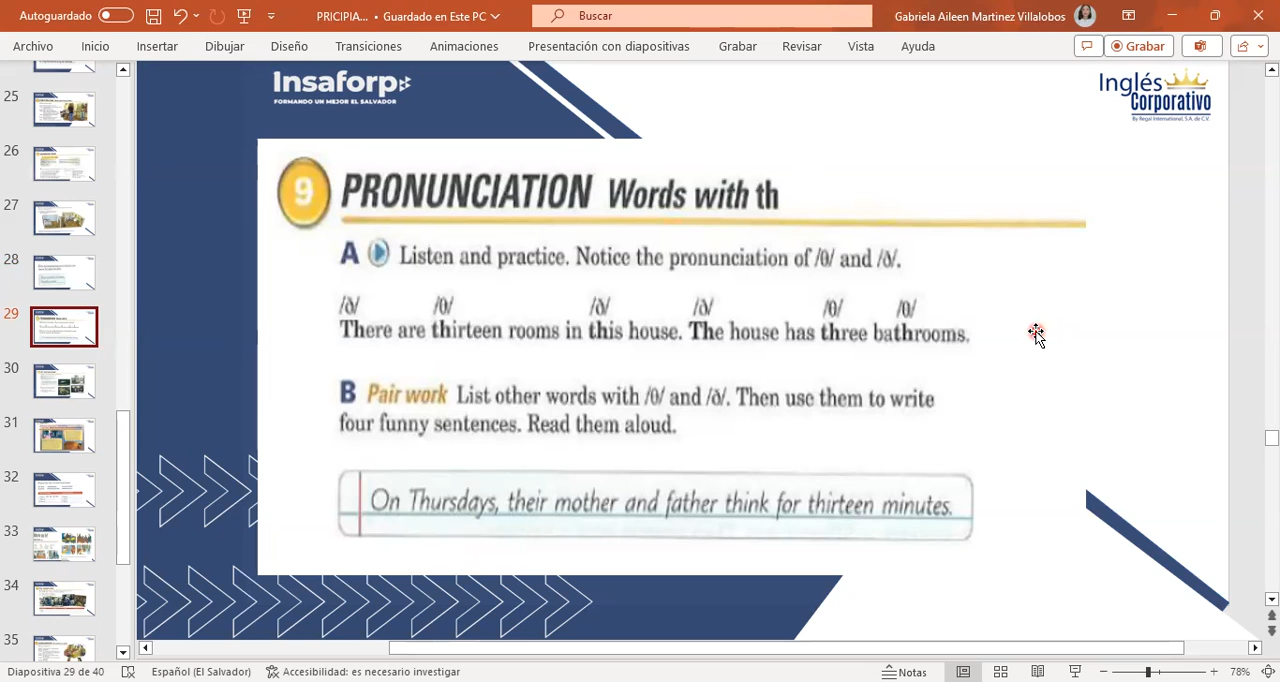 Autoguardado PRICIPIA... • Guardado en Este PC Buscar Gabriela Aileen Martinez Villalobos
Archivo Inicio Insertar Dibujar Diseño Transiciones Animaciones Presentación con diapositivas Grabar Revisar Vista Ayuda Grabar
25
26
27
28
29
30
31
32
33
34
35
Insaforp
FORMANDO UN MEJOR EL SALVADOR
Inglés
Corporativo
By Regal International, S.A. de C.V.
9 PRONUNCIATION Words with th
A Listen and practice. Notice the pronunciation of /θ/ and /ð/.
/ð/ /θ/ /ð/ /ð/ /θ/ /θ/
There are thirteen rooms in this house. The house has three bathrooms.
B Pair work List other words with /θ/ and /ð/. Then use them to write
four funny sentences. Read them aloud.
On Thursdays, their mother and father think for thirteen minutes.
Diapositiva 29 de 40 Español (El Salvador) Accesibilidad: es necesario investigar Notas 78%